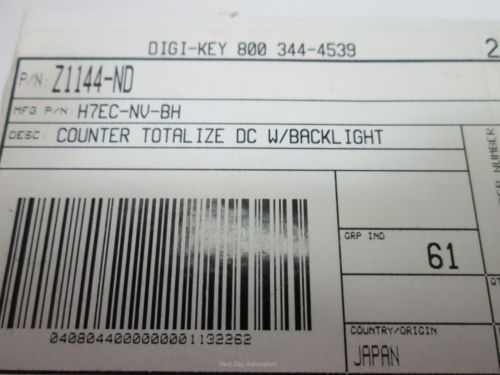 DIGI-KEY 800 344-4539
2
P/N: Z1144-ND
MFG P/N: H7EC-NV-BH
DESC: COUNTER TOTALIZE DC W/BACKLIGHT
NUMBER
GRP IND
61
0408044000000001132262
COUNTRY/ORIGIN
JAPAN
Next Day Automation